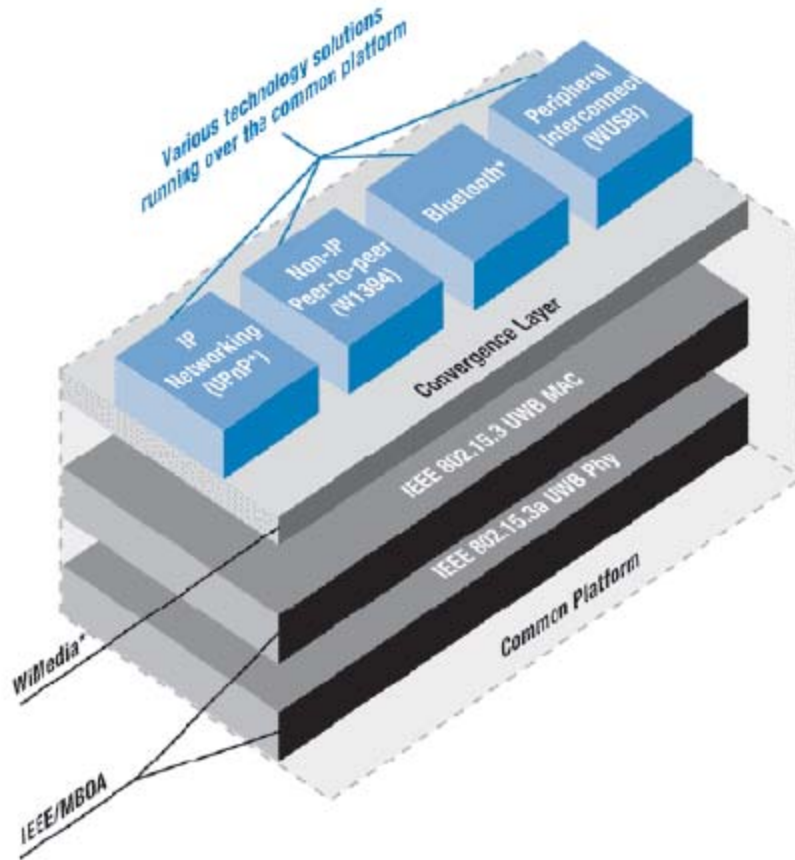 Various technology solutions
running over the common platform
Peripheral
Interconnect
(WUSB)
Bluetooth*
Non-IP
Peer-to-peer
(W1394)
IP
Networking
(UPnP*)
Convergence Layer
IEEE 802.15.3 UWB MAC
IEEE 802.15.3a UWB Phy
Common Platform
WiMedia*
IEEE/MBOA